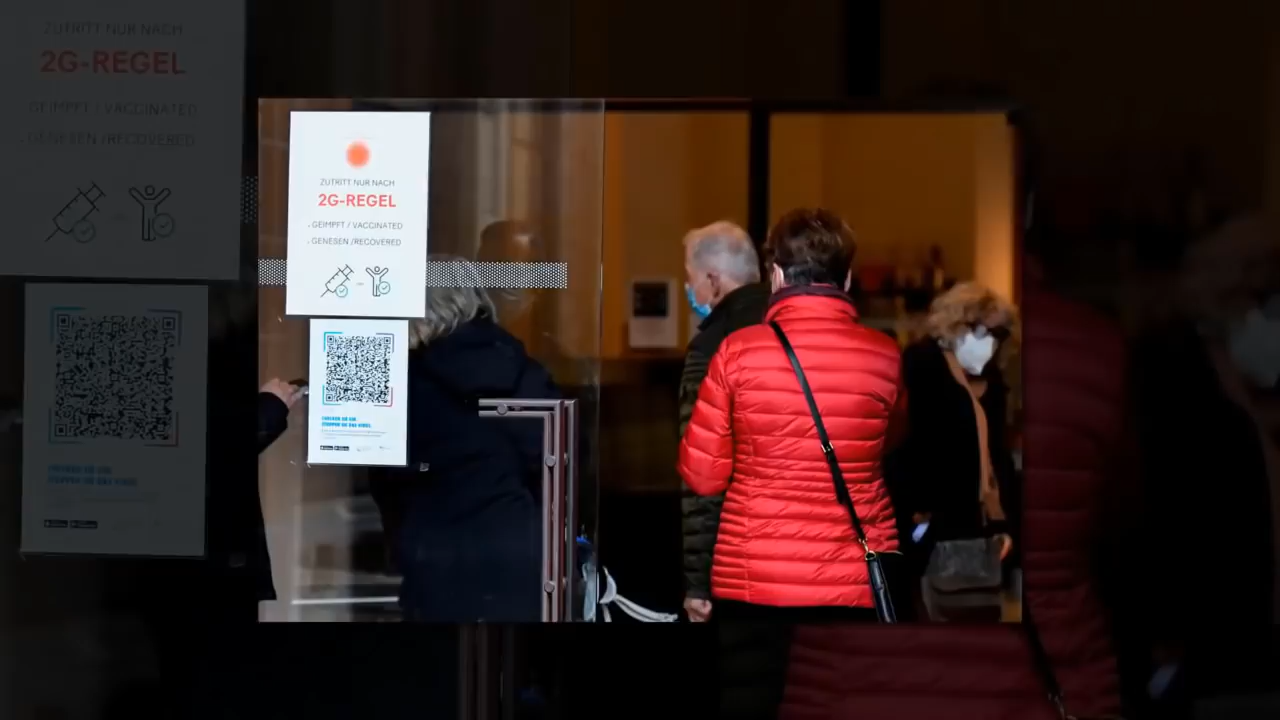 ZUTRITT NUR NACH
2G-REGEL
. GEIMPFT / VACCINATED
. GENESEN /RECOVERED